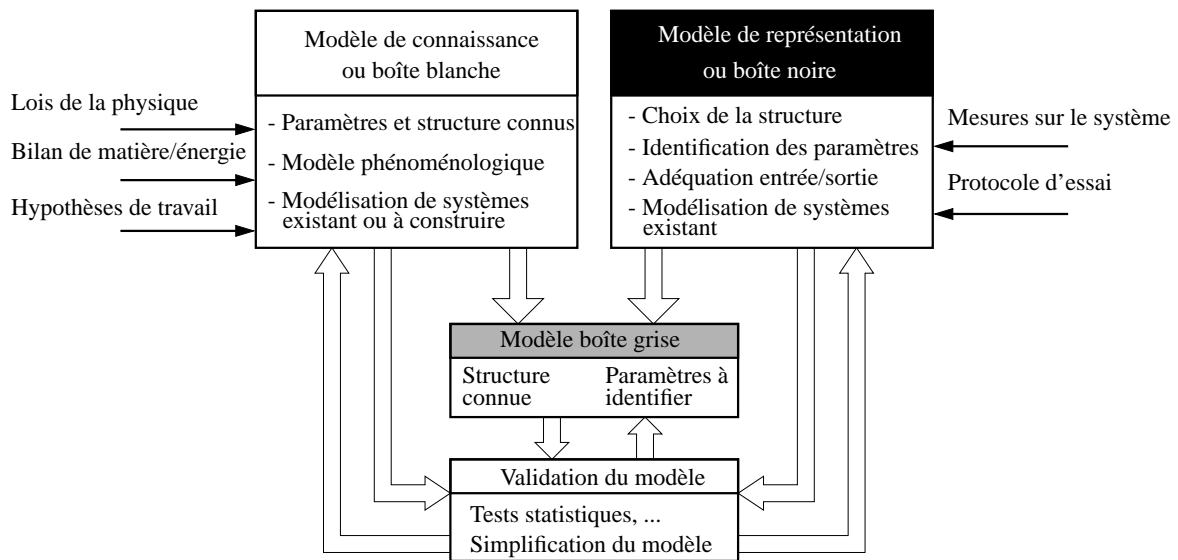 Modèle de connaissance
ou boîte blanche
Modèle de représentation
ou boîte noire
Lois de la physique
Bilan de matière/énergie
Hypothèses de travail
- Paramètres et structure connus
- Modèle phénoménologique
- Modélisation de systèmes
existant ou à construire
- Choix de la structure
- Identification des paramètres
- Adéquation entrée/sortie
- Modélisation de systèmes
existant
Mesures sur le système
Protocole d'essai
Modèle boîte grise
Structure
connue
Paramètres à
identifier
Validation du modèle
Tests statistiques, ...
Simplification du modèle